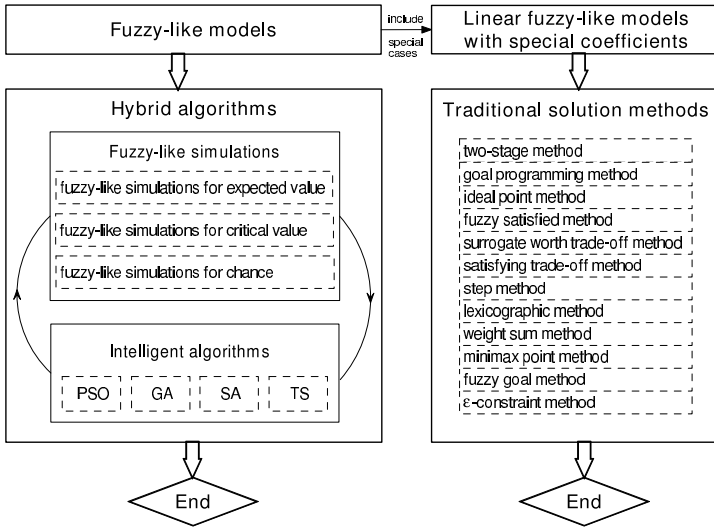 Fuzzy-like models
include
special
cases
Linear fuzzy-like models
with special coefficients
Hybrid algorithms
Fuzzy-like simulations
fuzzy-like simulations for expected value
fuzzy-like simulations for critical value
fuzzy-like simulations for chance
Intelligent algorithms
PSO GA SA TS
End
Traditional solution methods
two-stage method
goal programming method
ideal point method
fuzzy satisfied method
surrogate worth trade-off method
satisfying trade-off method
step method
lexicographic method
weight sum method
minimax point method
fuzzy goal method
ε-constraint method
End